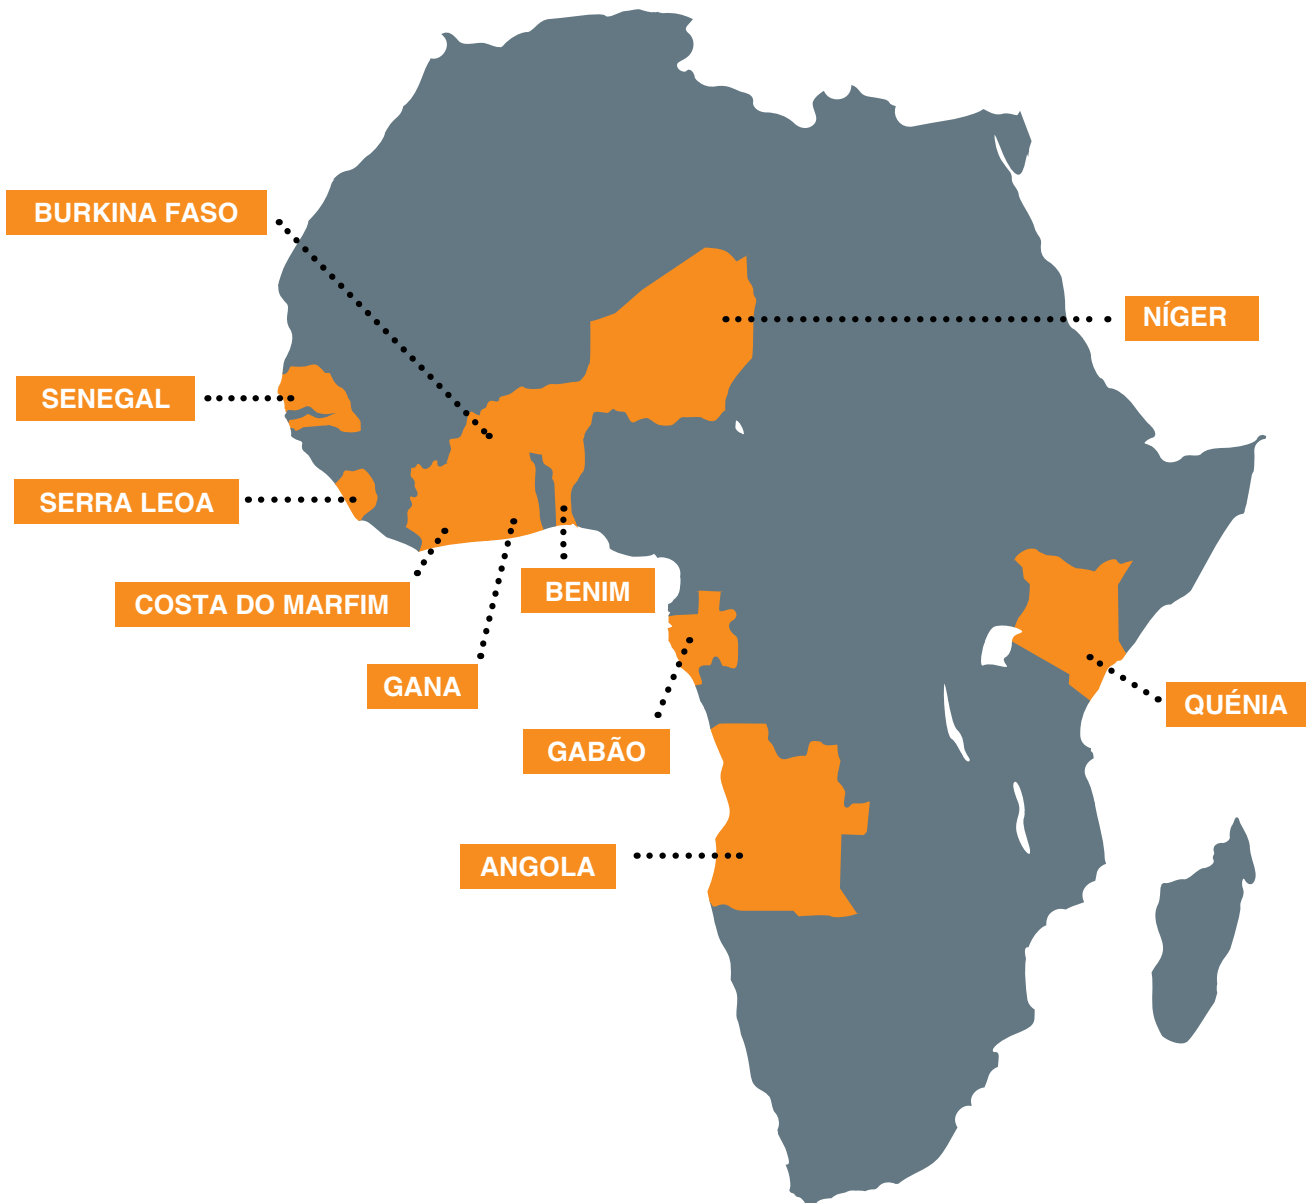 BURKINA FASO
NÍGER
SENEGAL
SERRA LEOA
COSTA DO MARFIM
BENIM
GANA
GABÃO
QUÉNIA
ANGOLA